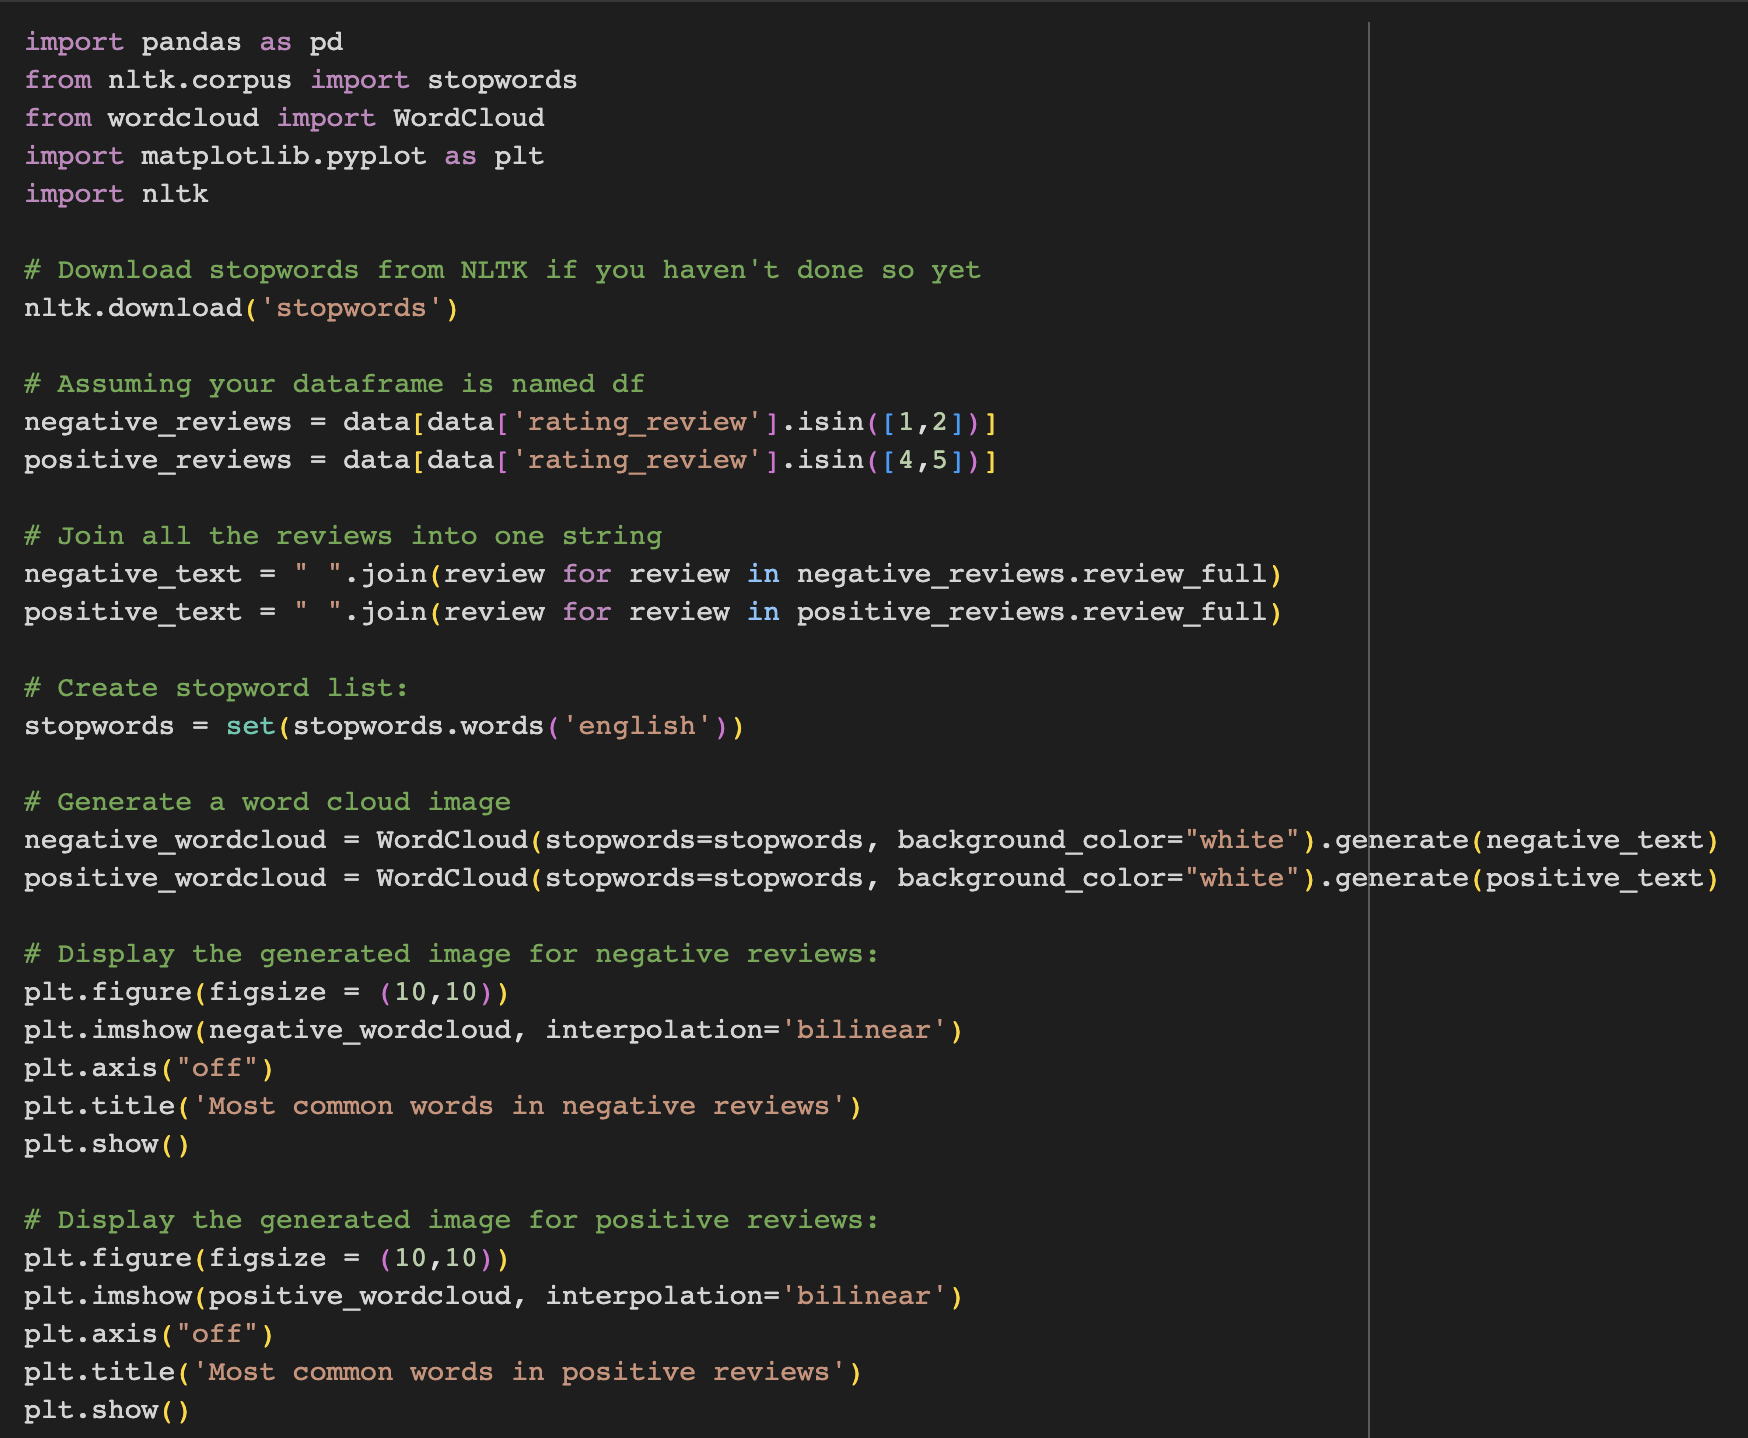 import pandas as pd
from nltk.corpus import stopwords
from wordcloud import WordCloud
import matplotlib.pyplot as plt
import nltk

# Download stopwords from NLTK if you haven't done so yet
nltk.download('stopwords')

# Assuming your dataframe is named df
negative_reviews = data[data['rating_review'].isin([1,2])]
positive_reviews = data[data['rating_review'].isin([4,5])]

# Join all the reviews into one string
negative_text = " ".join(review for review in negative_reviews.review_full)
positive_text = " ".join(review for review in positive_reviews.review_full)

# Create stopword list:
stopwords = set(stopwords.words('english'))

# Generate a word cloud image
negative_wordcloud = WordCloud(stopwords=stopwords, background_color="white").generate(negative_text)
positive_wordcloud = WordCloud(stopwords=stopwords, background_color="white").generate(positive_text)

# Display the generated image for negative reviews:
plt.figure(figsize = (10,10))
plt.imshow(negative_wordcloud, interpolation='bilinear')
plt.axis("off")
plt.title('Most common words in negative reviews')
plt.show()

# Display the generated image for positive reviews:
plt.figure(figsize = (10,10))
plt.imshow(positive_wordcloud, interpolation='bilinear')
plt.axis("off")
plt.title('Most common words in positive reviews')
plt.show()